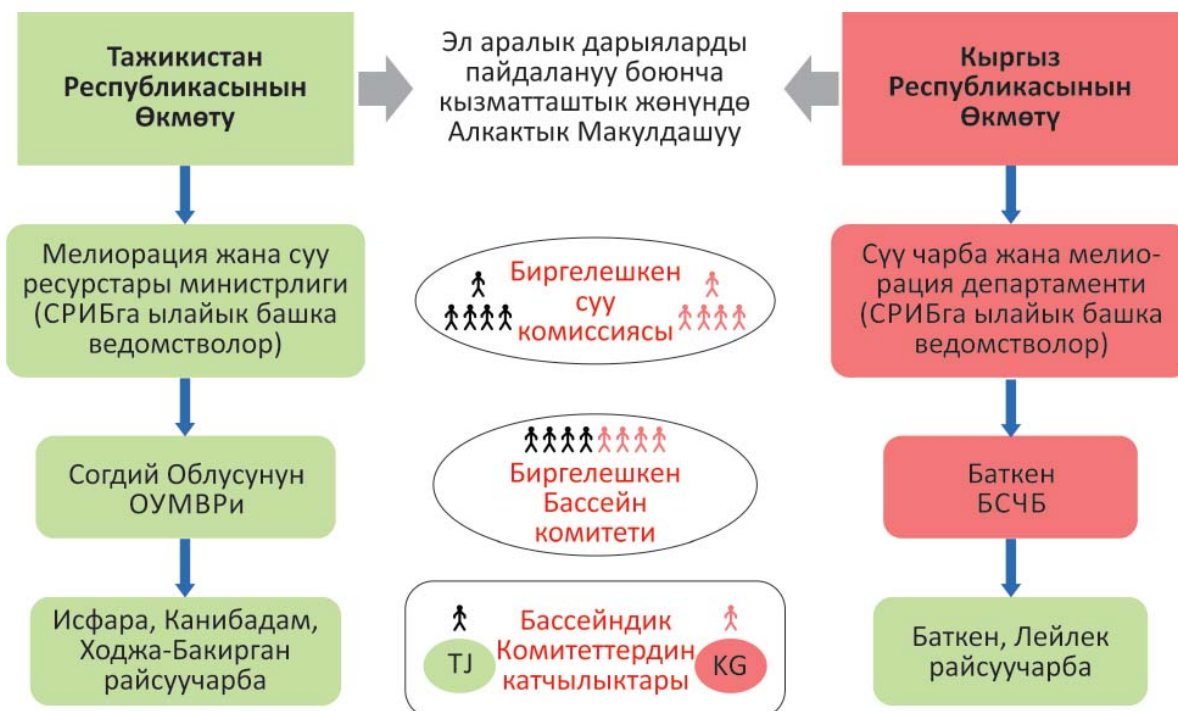 Тажикистан
Республикасынын
Өкмөтү
Эл аралык дарыяларды
пайдалануу боюнча
кызматташтык жөнүндө
Алкактык Макулдашуу
Кыргыз
Республикасынын
Өкмөтү
Мелиорация жана суу
ресурстары министрлиги
(СРИБга ылайык башка
ведомстволор)
Биргелешкен
суу
комиссиясы
Сүү чарба жана мелио-
рация департаменти
(СРИБга ылайык башка
ведомстволор)
Согдий Облусунун
ОУМВРи
Биргелешкен
Бассейн
комитети
Баткен
БСЧБ
Исфара, Канибадам,
Ходжа-Бакирган
райсуучарба
Бассейндик
Комитеттердин
катчылыктары
TJ
KG
Баткен, Лейлек
райсуучарба